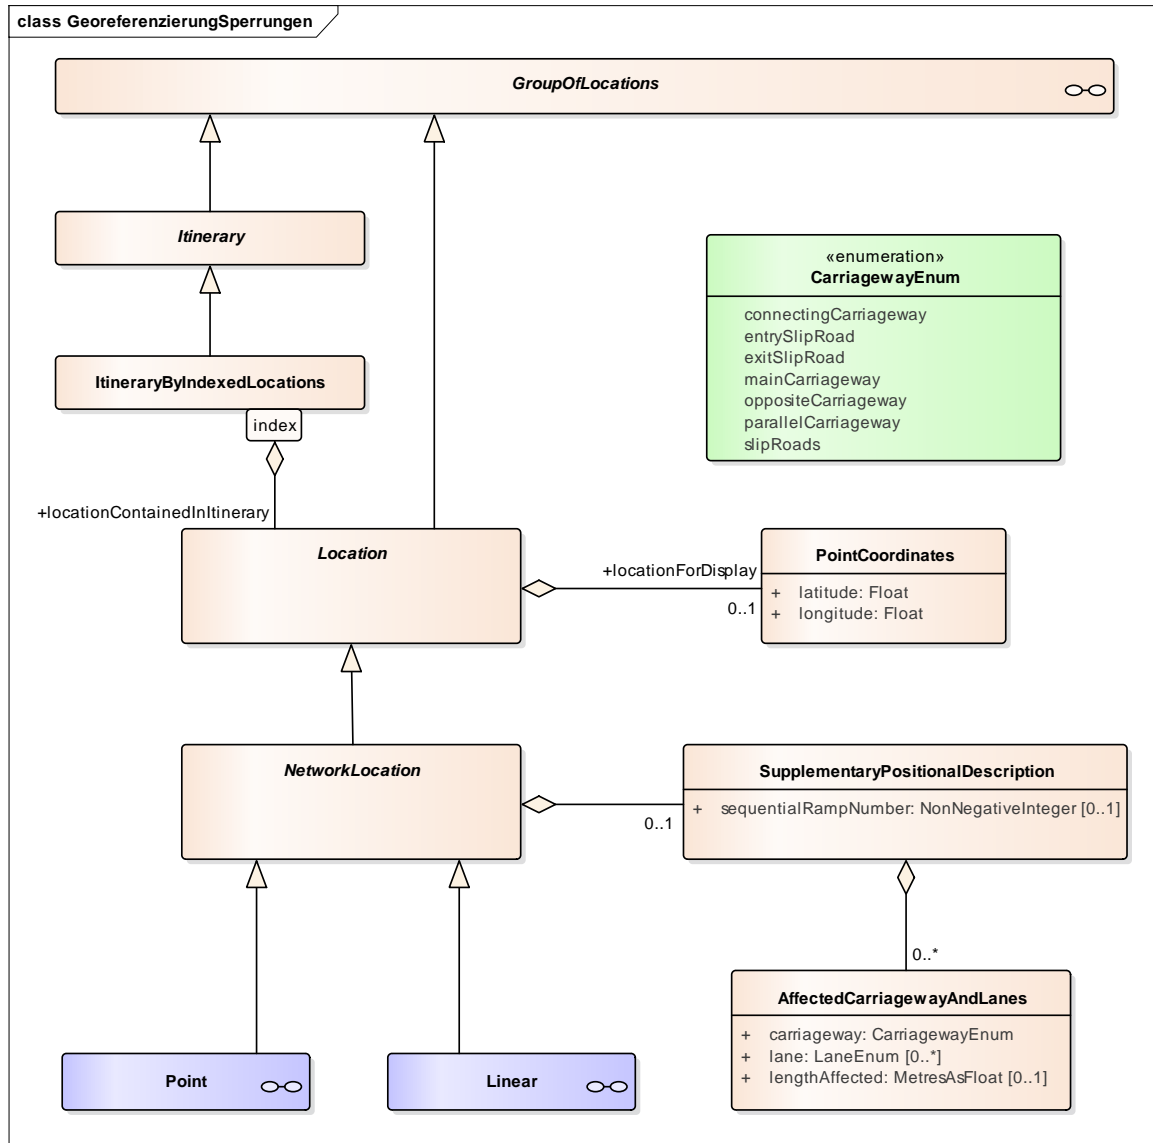 class GeoreferenzierungSperrungen
GroupOfLocations
Itinerary
«enumeration»
CarriagewayEnum
connectingCarriageway
entrySlipRoad
exitSlipRoad
mainCarriageway
oppositeCarriageway
parallelCarriageway
slipRoads
ItineraryByIndexedLocations
index
+locationContainedInItinerary
Location
+locationForDisplay
0..1
PointCoordinates
+ latitude: Float
+ longitude: Float
NetworkLocation
0..1
SupplementaryPositionalDescription
+ sequentialRampNumber: NonNegativeInteger [0..1]
0..*
AffectedCarriagewayAndLanes
+ carriageway: CarriagewayEnum
+ lane: LaneEnum [0..*]
+ lengthAffected: MetresAsFloat [0..1]
Point
Linear